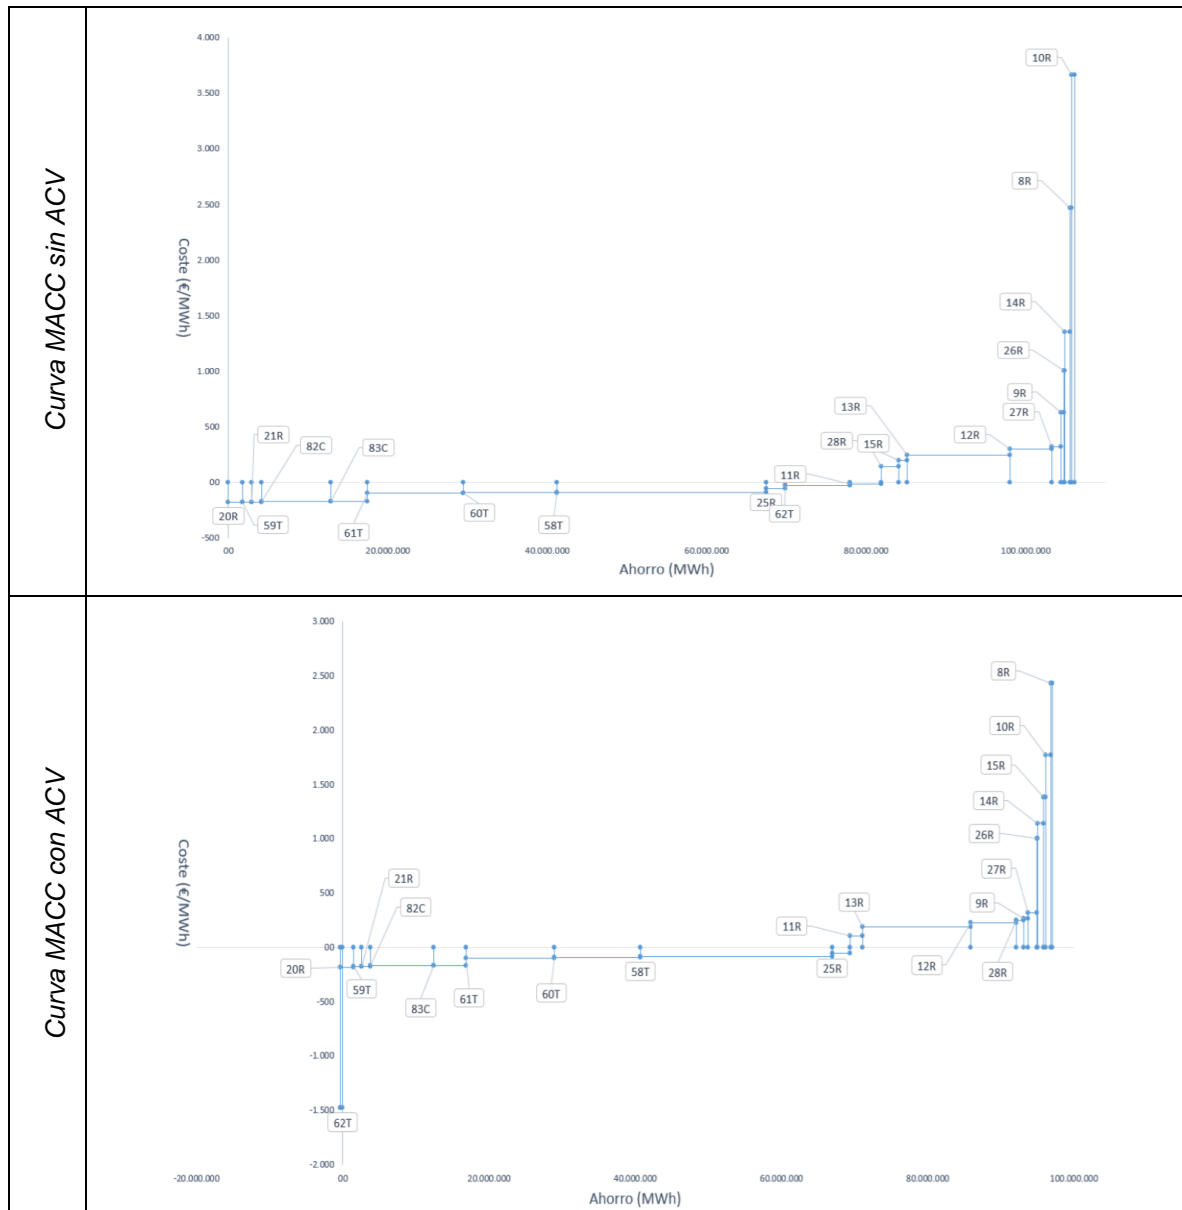 Curva MACC sin ACV
4.000
3.500
3.000
2.500
2.000
1.500
1.000
500
00
-500
Coste (€/MWh)
10R
8R
14R
26R
9R
27R
13R
12R
28R
15R
11R
21R
82C
83C
20R
59T
61T
60T
58T
25R
62T
00
20.000.000
40.000.000
60.000.000
80.000.000
100.000.000
Ahorro (MWh)
Curva MACC con ACV
3.000
2.500
2.000
1.500
1.000
500
00
-500
-1.000
-1.500
-2.000
Coste (€/MWh)
8R
10R
15R
14R
26R
27R
9R
13R
11R
21R
82C
20R
59T
83C
61T
60T
58T
25R
12R
28R
62T
-20.000.000
00
20.000.000
40.000.000
60.000.000
80.000.000
100.000.000
Ahorro (MWh)